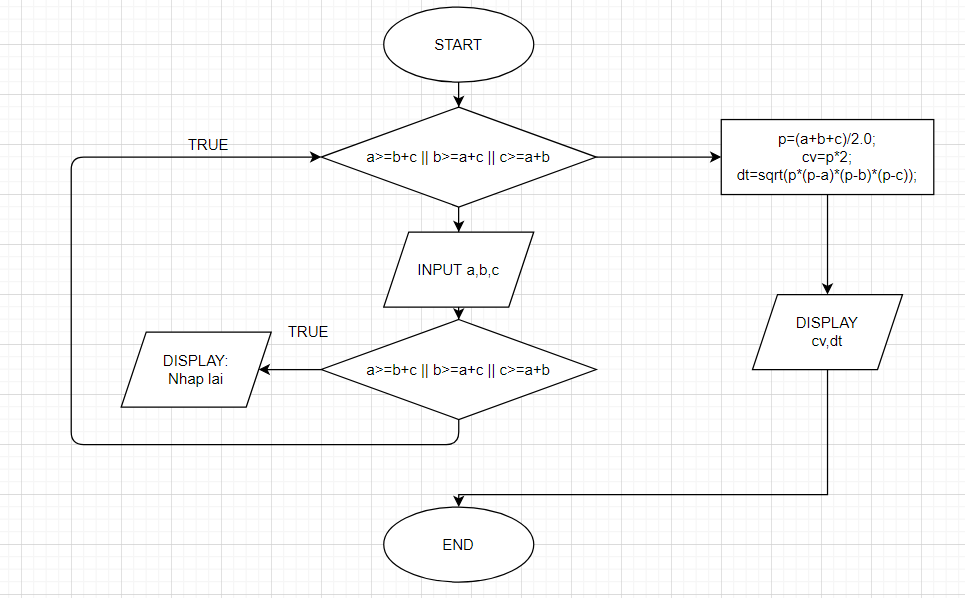 START
TRUE
a>=b+c || b>=a+c || c>=a+b
p=(a+b+c)/2.0;
cv=p*2;
dt=sqrt(p*(p-a)*(p-b)*(p-c));
INPUT a,b,c
DISPLAY
cv,dt
TRUE
DISPLAY:
Nhap lai
a>=b+c || b>=a+c || c>=a+b
END